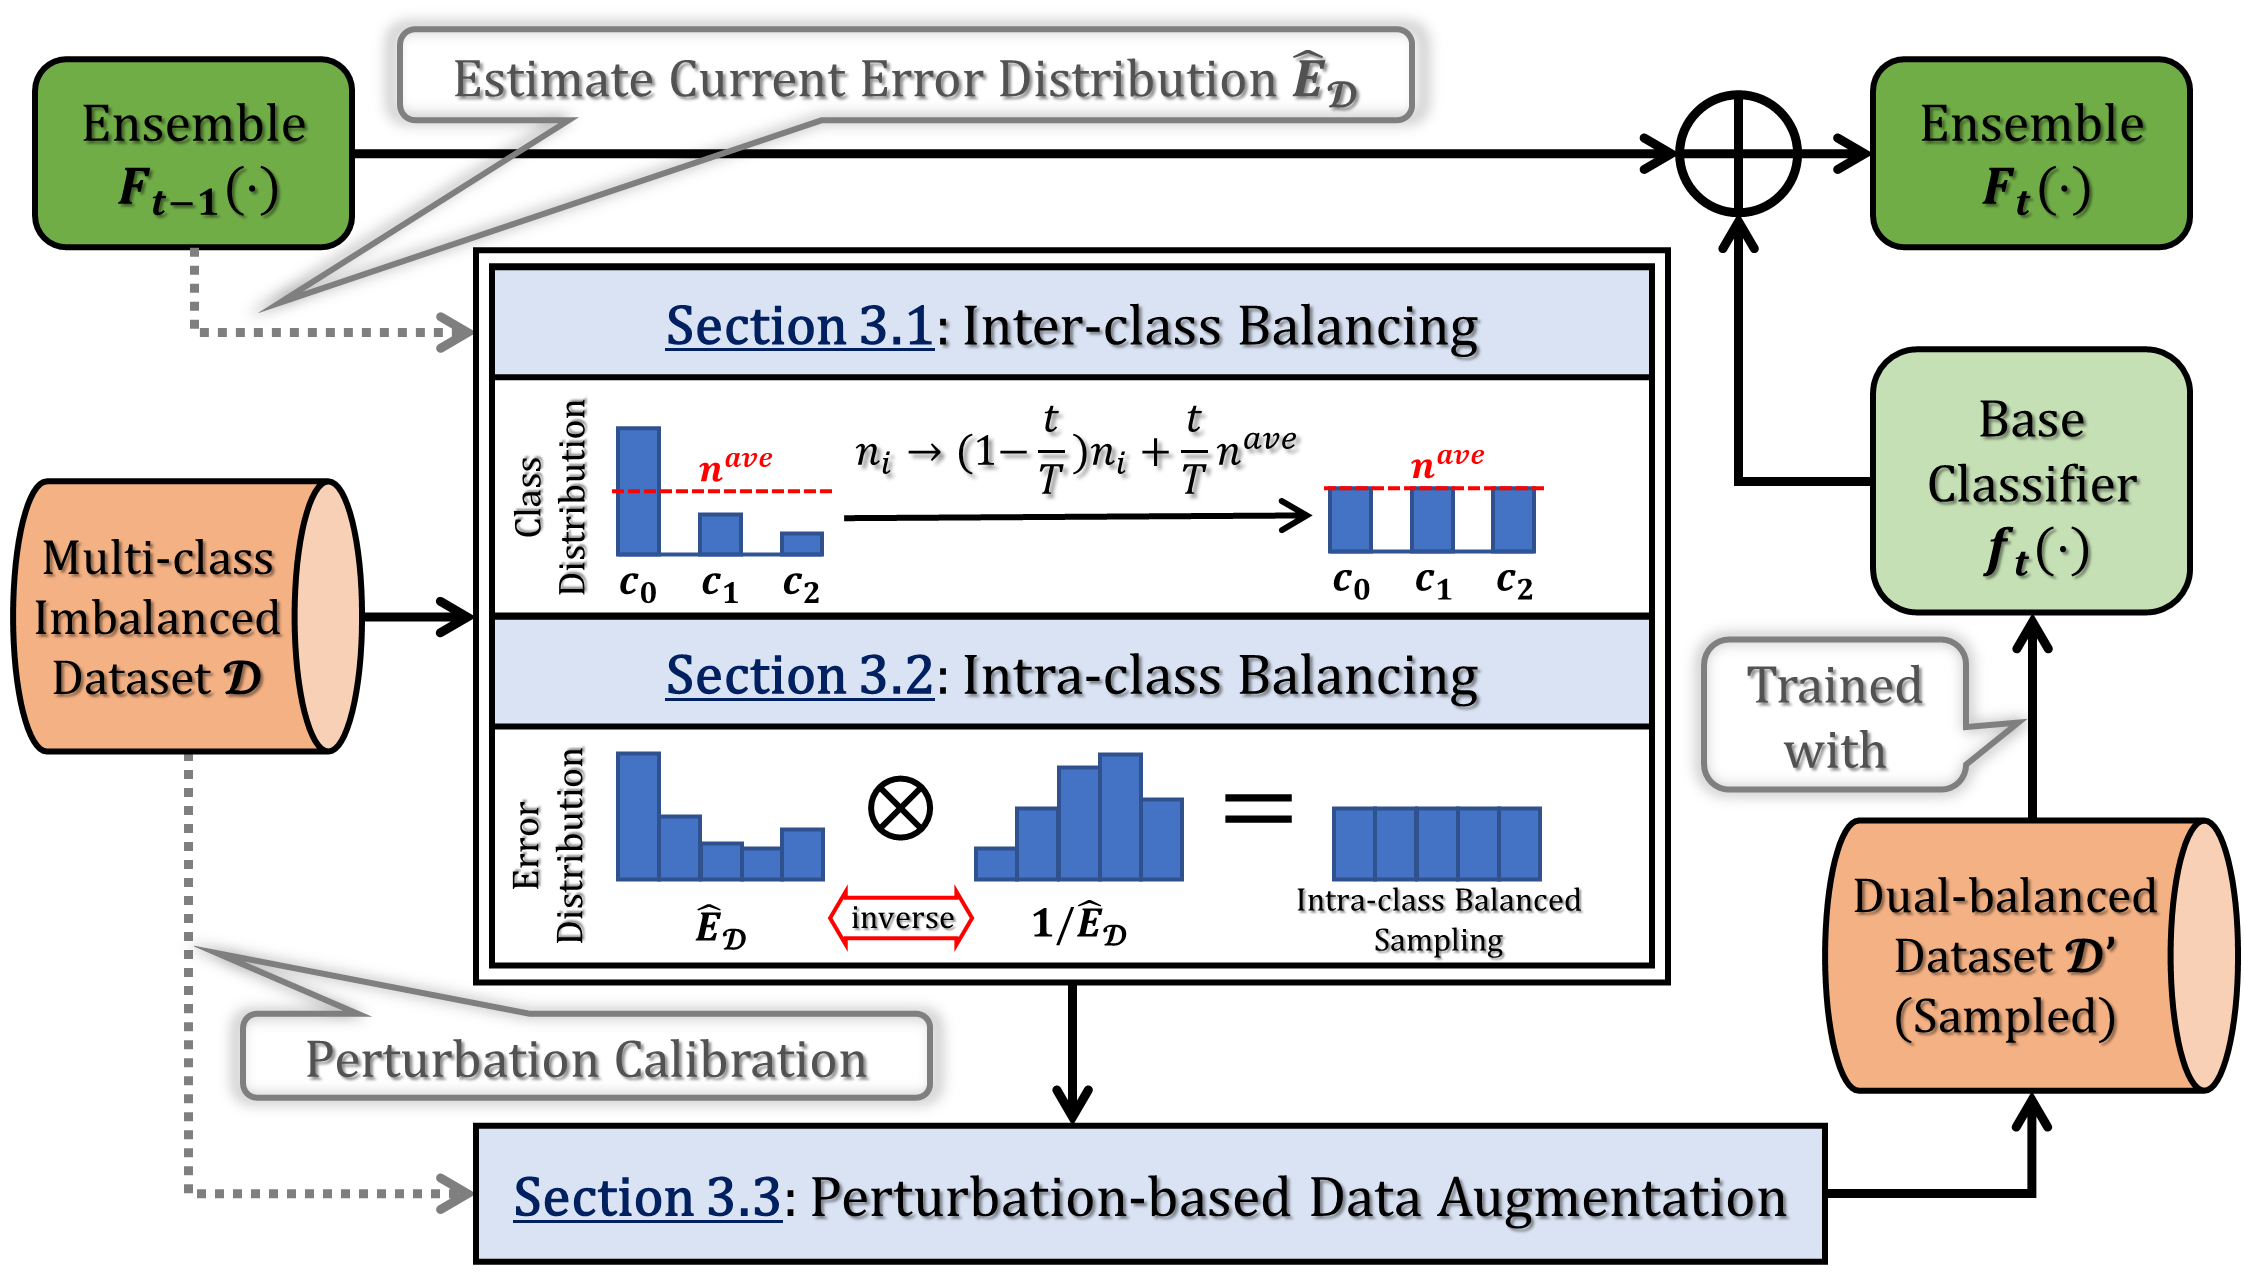 Estimate Current Error Distribution $\widehat{E}_{\mathcal{D}}$
Ensemble
$F_{t-1}(\cdot)$
Ensemble
$F_t(\cdot)$
Section 3.1: Inter-class Balancing
Class
Distribution
$n^{ave}$
$c_0$ $c_1$ $c_2$
$n_i \rightarrow (1-\frac{t}{T})n_i + \frac{t}{T}n^{ave}$
$n^{ave}$
$c_0$ $c_1$ $c_2$
Base
Classifier
$f_t(\cdot)$
Multi-class
Imbalanced
Dataset $\mathcal{D}$
Section 3.2: Intra-class Balancing
Error
Distribution
$\widehat{E}_{\mathcal{D}}$
inverse
$1/\widehat{E}_{\mathcal{D}}$
Intra-class Balanced
Sampling
Trained
with
Dual-balanced
Dataset $\mathcal{D}$’
(Sampled)
Perturbation Calibration
Section 3.3: Perturbation-based Data Augmentation